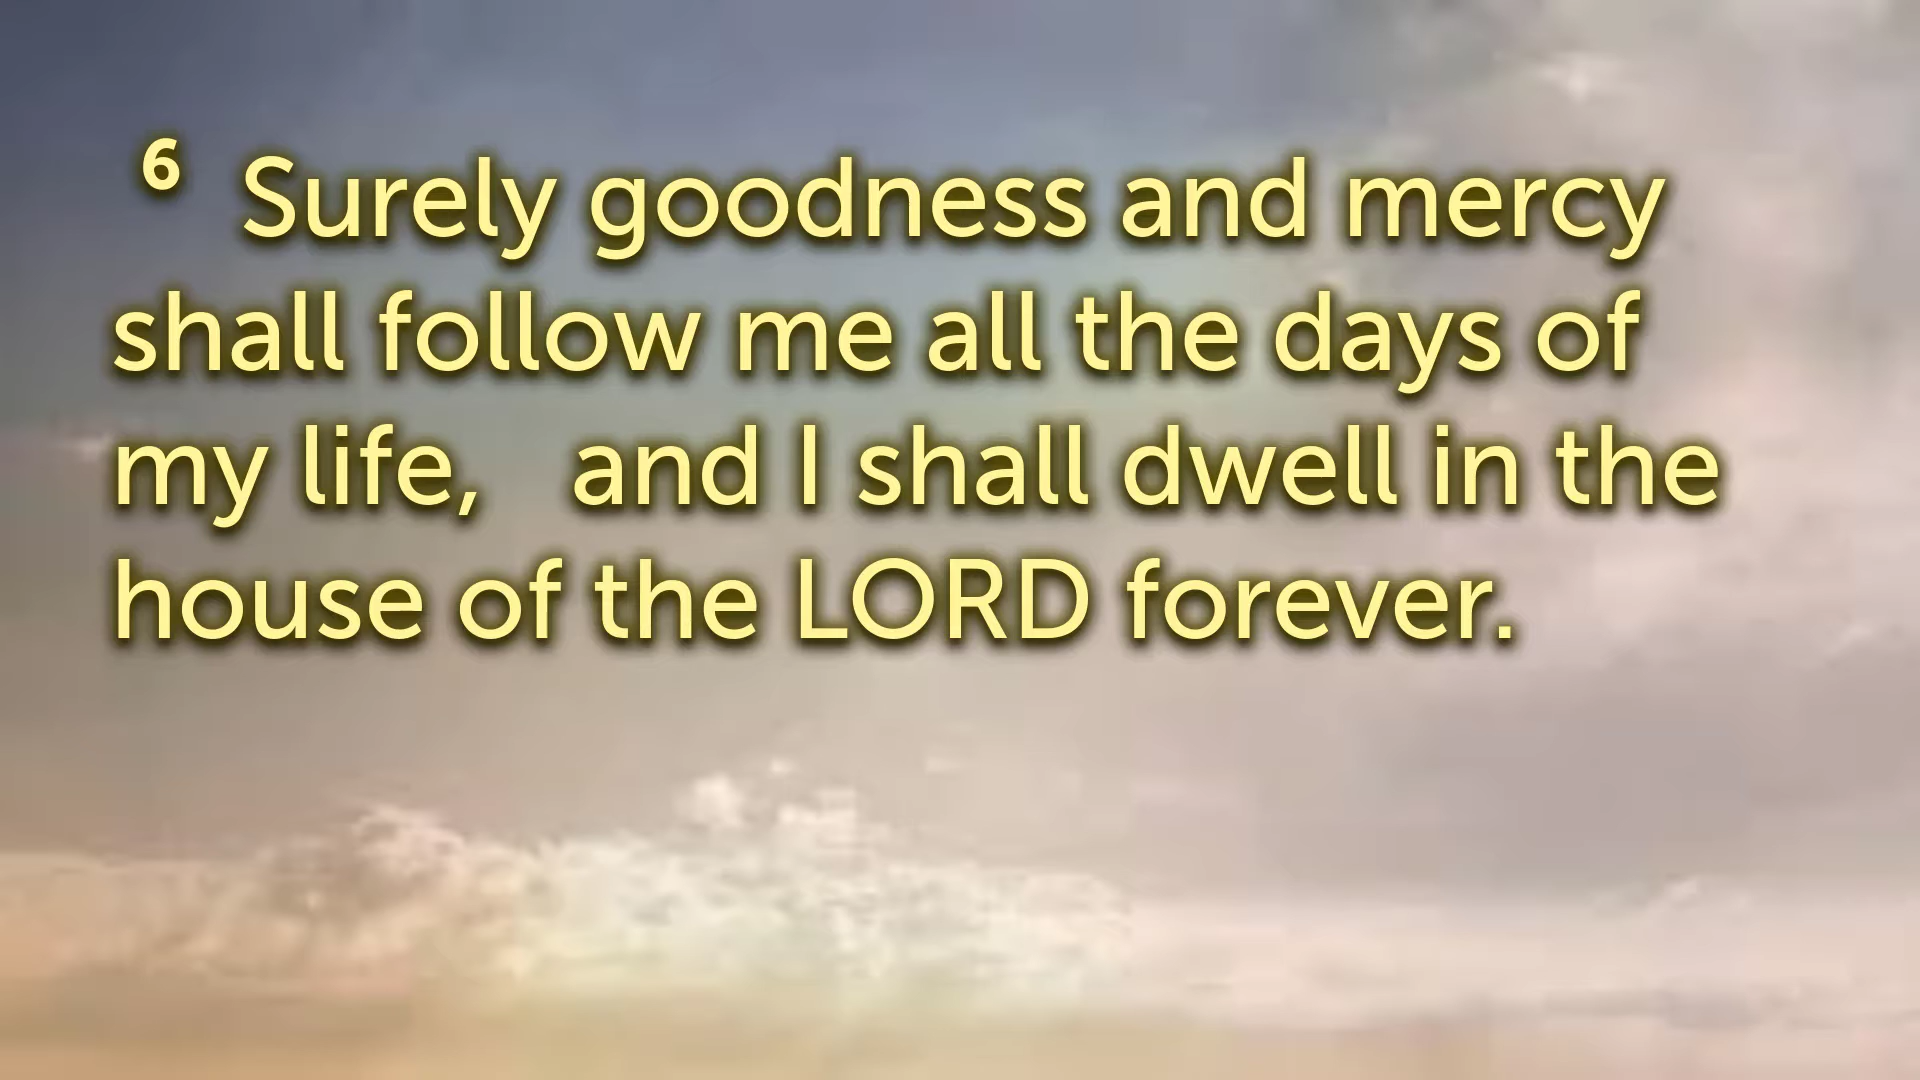 6 Surely goodness and mercy
shall follow me all the days of
my life, and I shall dwell in the
house of the LORD forever.